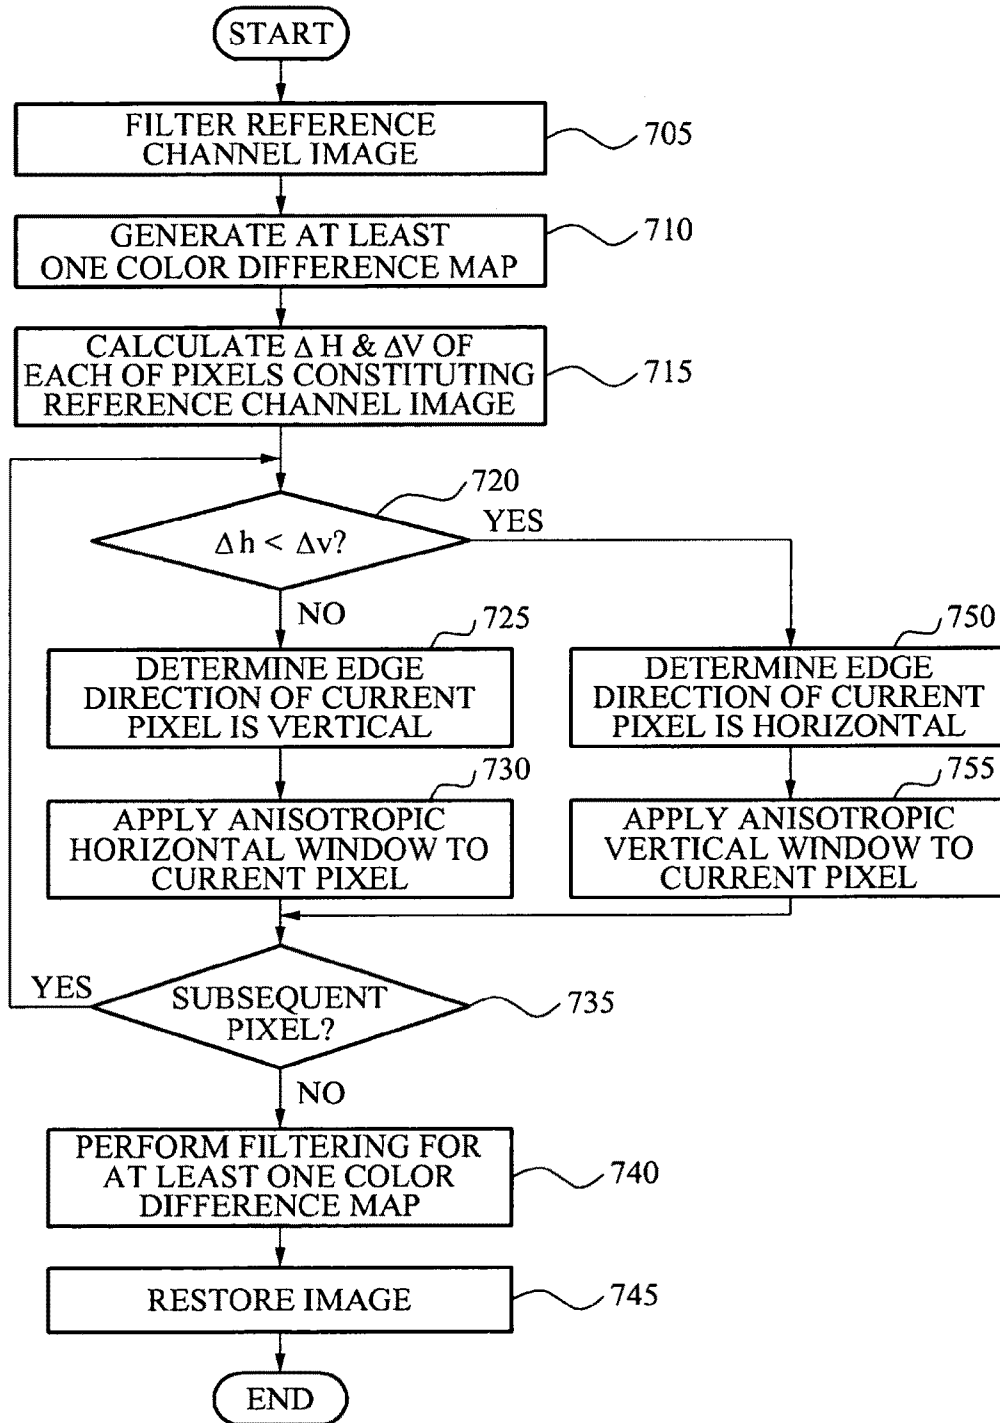 START
FILTER REFERENCE
CHANNEL IMAGE
705
GENERATE AT LEAST
ONE COLOR DIFFERENCE MAP
710
CALCULATE Δ H & ΔV OF
EACH OF PIXELS CONSTITUTING
REFERENCE CHANNEL IMAGE
715
720
Δh < Δv?
YES
NO
725
DETERMINE EDGE
DIRECTION OF CURRENT
PIXEL IS VERTICAL
750
DETERMINE EDGE
DIRECTION OF CURRENT
PIXEL IS HORIZONTAL
730
APPLY ANISOTROPIC
HORIZONTAL WINDOW TO
CURRENT PIXEL
755
APPLY ANISOTROPIC
VERTICAL WINDOW TO
CURRENT PIXEL
YES
SUBSEQUENT
PIXEL?
735
NO
PERFORM FILTERING FOR
AT LEAST ONE COLOR
DIFFERENCE MAP
740
RESTORE IMAGE
745
END